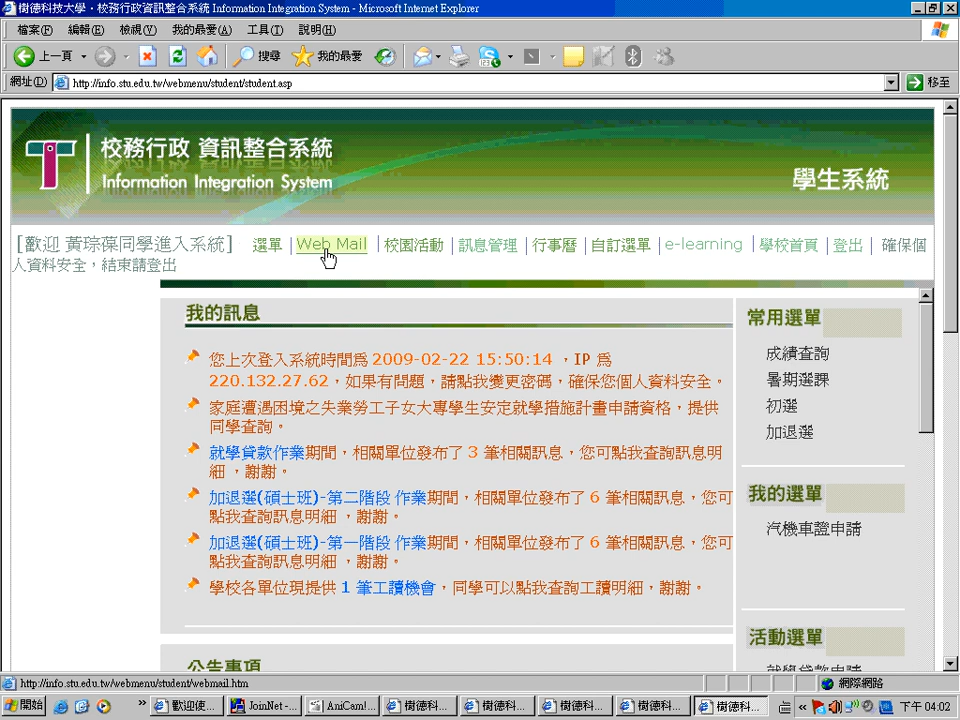 樹德科技大學‧校務行政資訊整合系統 Information Integration System - Microsoft Internet Explorer
檔案(F) 編輯(E) 檢視(V) 我的最愛(A) 工具(T) 說明(H)
上一頁 搜尋 我的最愛
網址(D) http://info.stu.edu.tw/webmenu/student/student.asp 移至
校務行政 資訊整合系統
Information Integration System
學生系統
[歡迎 黃琮葆同學進入系統] 選單 |Web Mail |校園活動 |訊息管理 |行事曆 |自訂選單 |e-learning |學校首頁 |登出 | 確保個
人資料安全，結束請登出
我的訊息
您上次登入系統時間為 2009-02-22 15:50:14 ，IP 為
220.132.27.62，如果有問題，請點我變更密碼，確保您個人資料安全。
家庭遭遇困境之失業勞工子女大專學生安定就學措施計畫申請資格，提供
同學查詢。
就學貸款作業期間，相關單位發布了 3 筆相關訊息，您可點我查詢訊息明
細 ，謝謝。
加退選(碩士班)-第二階段 作業期間，相關單位發布了 6 筆相關訊息，您可
點我查詢訊息明細 ，謝謝。
加退選(碩士班)-第一階段 作業期間，相關單位發布了 6 筆相關訊息，您可
點我查詢訊息明細 ，謝謝。
學校各單位現提供 1 筆工讀機會，同學可以點我查詢工讀明細，謝謝。
公告事項
常用選單
成績查詢
暑期選課
初選
加退選
我的選單
汽機車證申請
活動選單
就學貸款申請
http://info.stu.edu.tw/webmenu/student/webmail.htm 網際網路
開始 歡迎使... JoinNet -... AniCam!... 樹德科... 樹德科... 樹德科... 樹德科... 樹德科... 下午 04:02